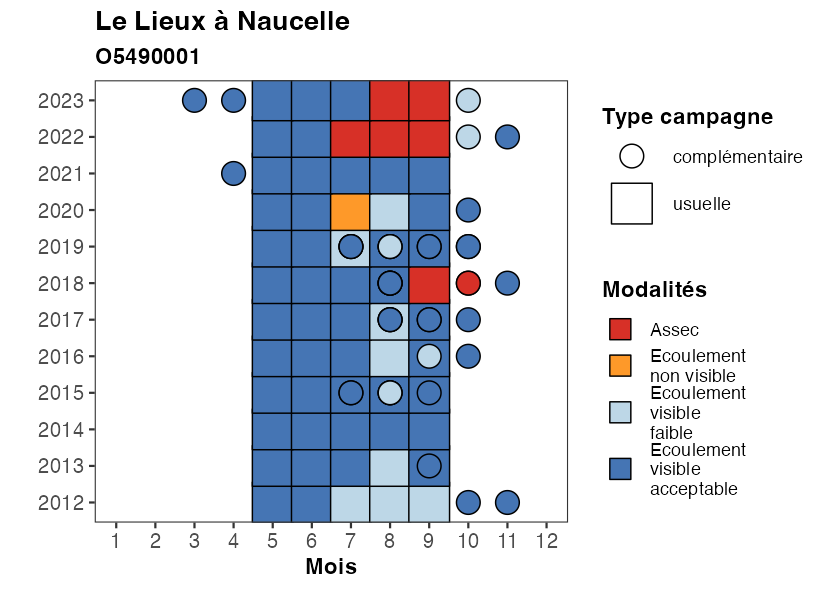 Le Lieux à Naucelle
O5490001
2023
2022
2021
2020
2019
2018
2017
2016
2015
2014
2013
2012
1 2 3 4 5 6 7 8 9 10 11 12
Mois
Type campagne
complémentaire
usuelle
Modalités
Assec
Ecoulement
non visible
Ecoulement
visible
faible
Ecoulement
visible
acceptable